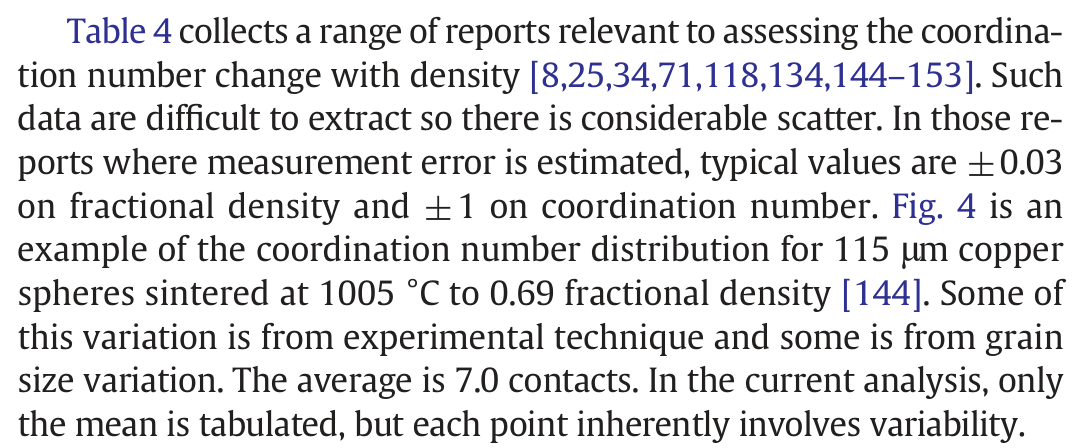 Table 4 collects a range of reports relevant to assessing the coordina-
tion number change with density [8,25,34,71,118,134,144–153]. Such
data are difficult to extract so there is considerable scatter. In those re-
ports where measurement error is estimated, typical values are ±0.03
on fractional density and ±1 on coordination number. Fig. 4 is an
example of the coordination number distribution for 115 μm copper
spheres sintered at 1005 °C to 0.69 fractional density [144]. Some of
this variation is from experimental technique and some is from grain
size variation. The average is 7.0 contacts. In the current analysis, only
the mean is tabulated, but each point inherently involves variability.